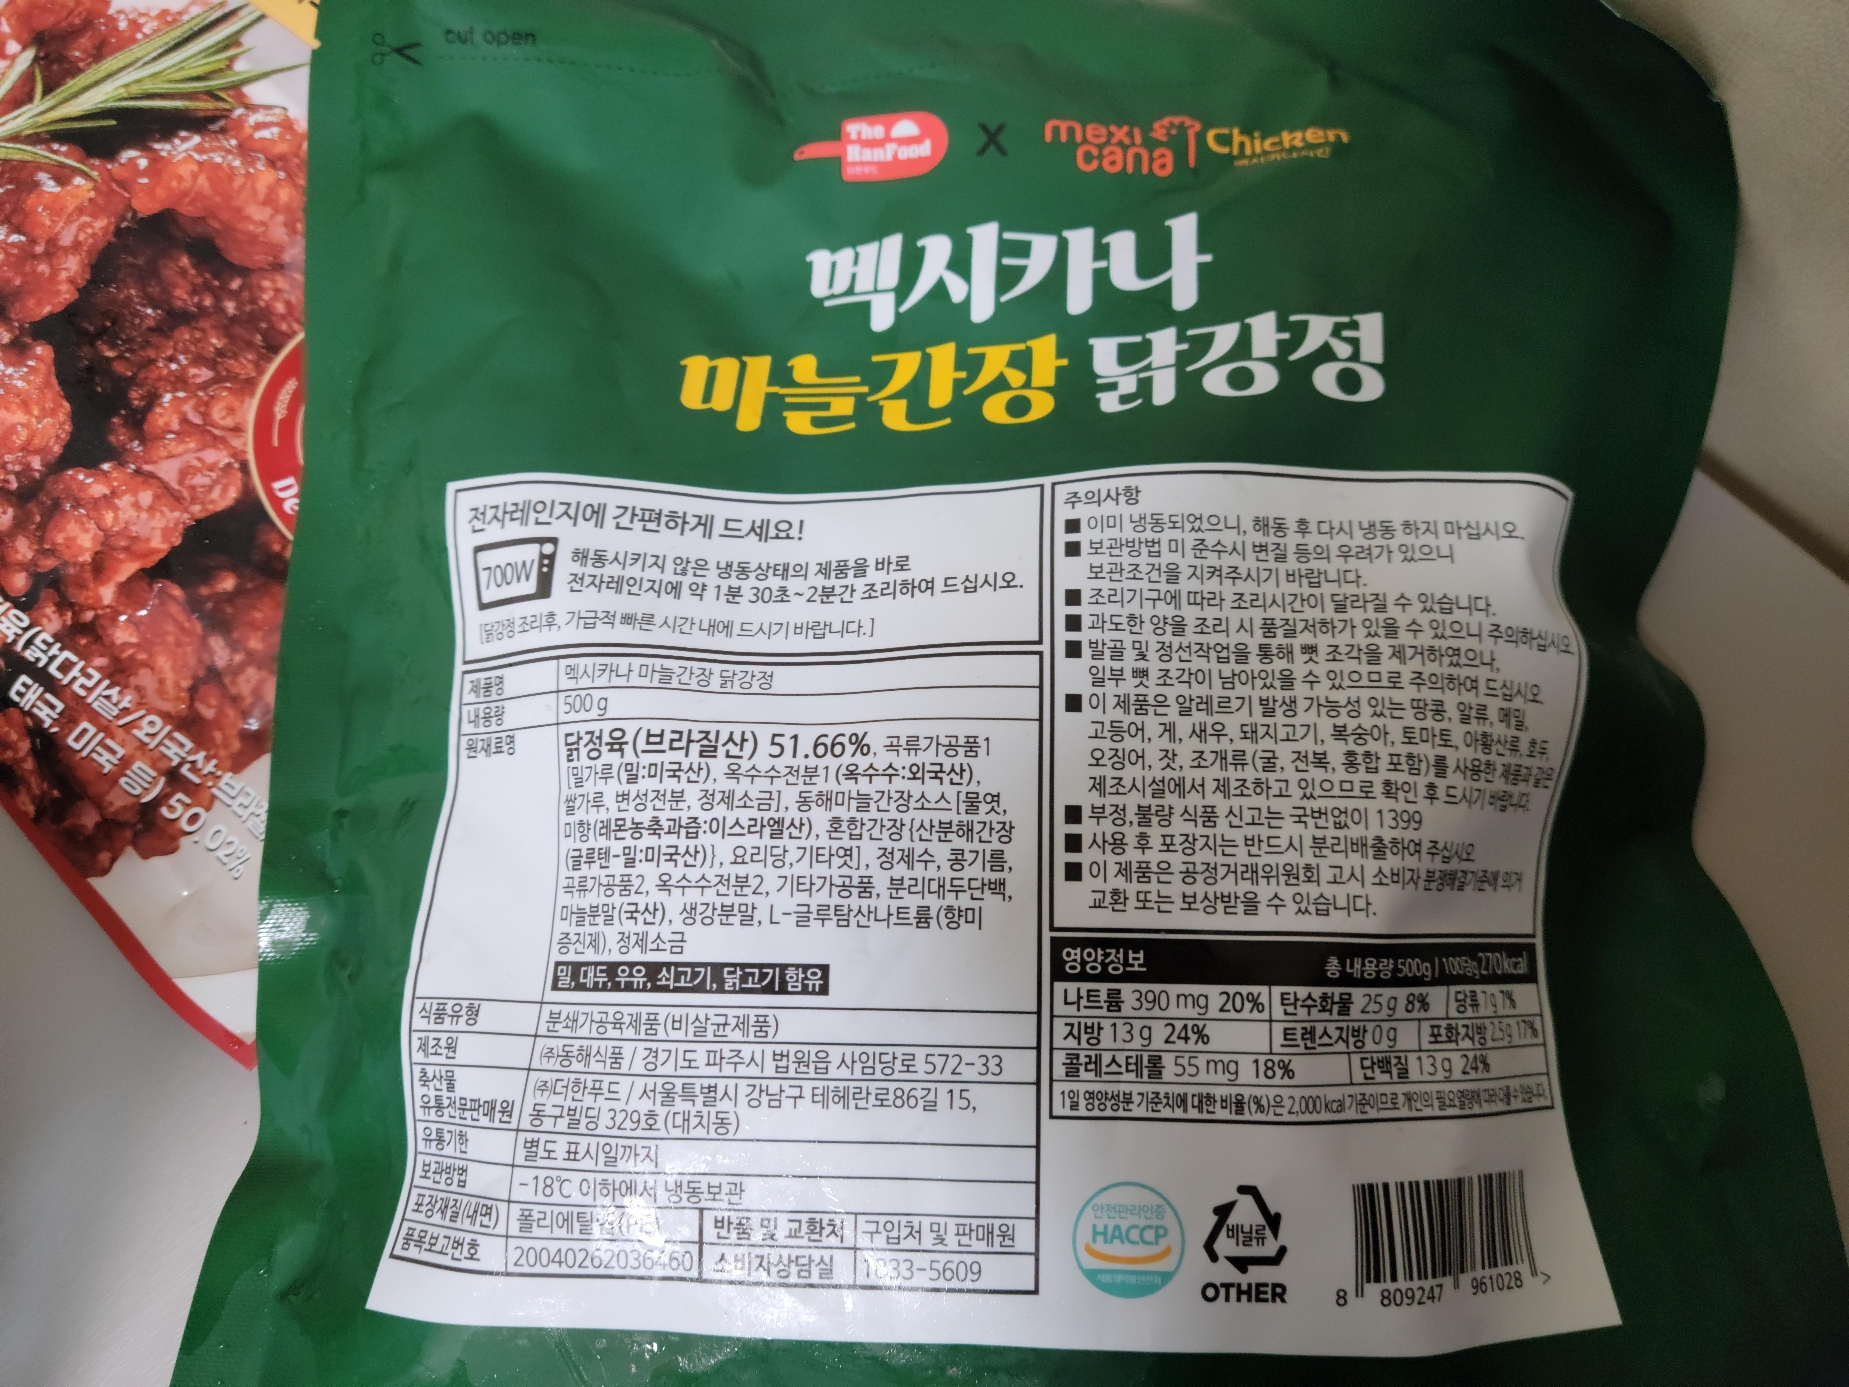 cut open
The
HanFood
X
mexi
cana
Chicken
멕시카나
마늘간장 닭강정
전자레인지에 간편하게 드세요!
700W
해동시키지 않은 냉동상태의 제품을 바로
전자레인지에 약 1분 30초~2분간 조리하여 드십시오.
[닭강정 조리후, 가급적 빠른 시간 내에 드시기 바랍니다.]
제품명 멕시카나 마늘간장 닭강정
내용량 500 g
원재료명 닭정육(브라질산) 51.66%, 곡류가공품1
[밀가루(밀:미국산), 옥수수전분1(옥수수:외국산),
쌀가루, 변성전분, 정제소금], 동해마늘간장소스[물엿,
미향(레몬농축과즙:이스라엘산), 혼합간장{산분해간장
(글루텐-밀:미국산)}, 요리당,기타엿], 정제수, 콩기름,
곡류가공품2, 옥수수전분2, 기타가공품, 분리대두단백,
마늘분말(국산), 생강분말, L-글루탐산나트륨(향미
증진제), 정제소금
밀, 대두, 우유, 쇠고기, 닭고기 함유
식품유형 분쇄가공육제품(비살균제품)
제조원 ㈜동해식품 / 경기도 파주시 법원읍 사임당로 572-33
축산물
유통전문판매원
㈜더한푸드 / 서울특별시 강남구 테헤란로86길 15,
동구빌딩 329호(대치동)
유통기한 별도 표시일까지
보관방법 -18℃ 이하에서 냉동보관
포장재질(내면) 폴리에틸렌(PE) 반품 및 교환처 구입처 및 판매원
품목보고번호 20040262036460 소비자상담실 1833-5609
주의사항
■ 이미 냉동되었으니, 해동 후 다시 냉동 하지 마십시오.
■ 보관방법 미 준수시 변질 등의 우려가 있으니
보관조건을 지켜주시기 바랍니다.
■ 조리기구에 따라 조리시간이 달라질 수 있습니다.
■ 과도한 양을 조리 시 품질저하가 있을 수 있으니 주의하십시오.
■ 발골 및 정선작업을 통해 뼛 조각을 제거하였으나,
일부 뼛 조각이 남아있을 수 있으므로 주의하여 드십시오.
■ 이 제품은 알레르기 발생 가능성 있는 땅콩, 알류, 메밀,
고등어, 게, 새우, 돼지고기, 복숭아, 토마토, 아황산류, 호두,
오징어, 잣, 조개류(굴, 전복, 홍합 포함)를 사용한 제품과 같은
제조시설에서 제조하고 있으므로 확인 후 드시기 바랍니다.
■ 부정,불량 식품 신고는 국번없이 1399
■ 사용 후 포장지는 반드시 분리배출하여 주십시오
■ 이 제품은 공정거래위원회 고시 소비자 분쟁해결기준에 의거
교환 또는 보상받을 수 있습니다.
영양정보 총 내용량 500g | 100g당 270kcal
나트륨 390 mg 20% 탄수화물 25 g 8% 당류 7 g 7%
지방 13 g 24% 트렌스지방 0 g 포화지방 2.5 g 17%
콜레스테롤 55 mg 18% 단백질 13 g 24%
1일 영양성분 기준치에 대한 비율(%)은 2,000 kcal 기준이므로 개인의 필요열량에 따라 다를 수 있습니다.
안전관리인증
HACCP
비닐류
OTHER
8 809247 961028 >
De
육(닭다리살/외국산:브라질,
태국, 미국 등) 50.02%